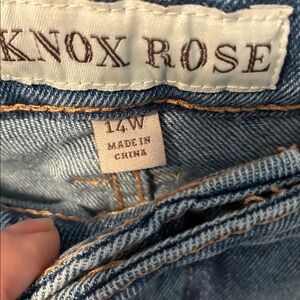 KNOX ROSE
14W
MADE IN
CHINA